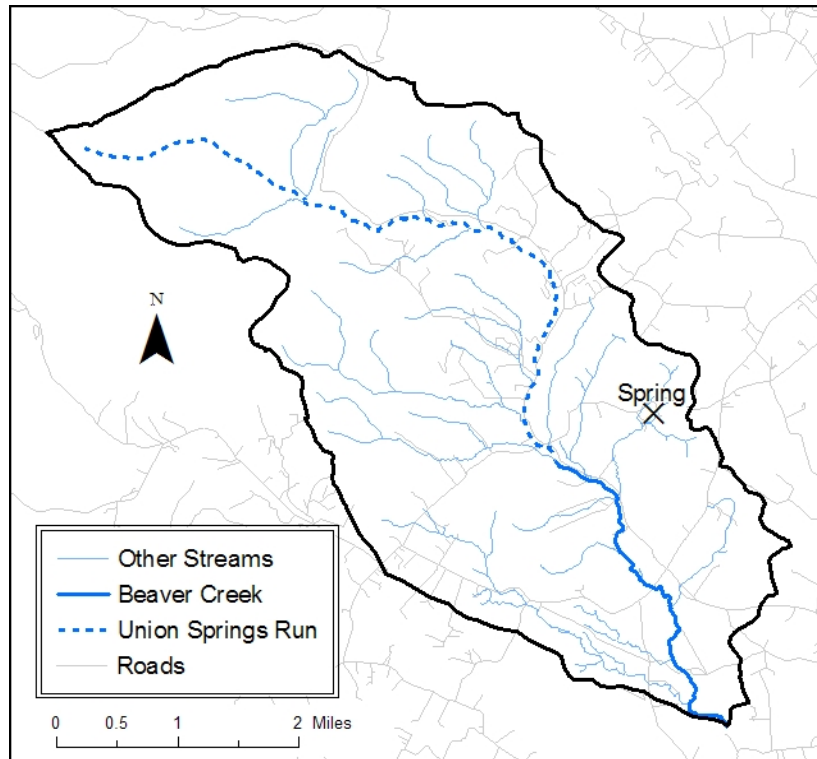 N
Spring
Other Streams
Beaver Creek
Union Springs Run
Roads
0 0.5 1 2 Miles